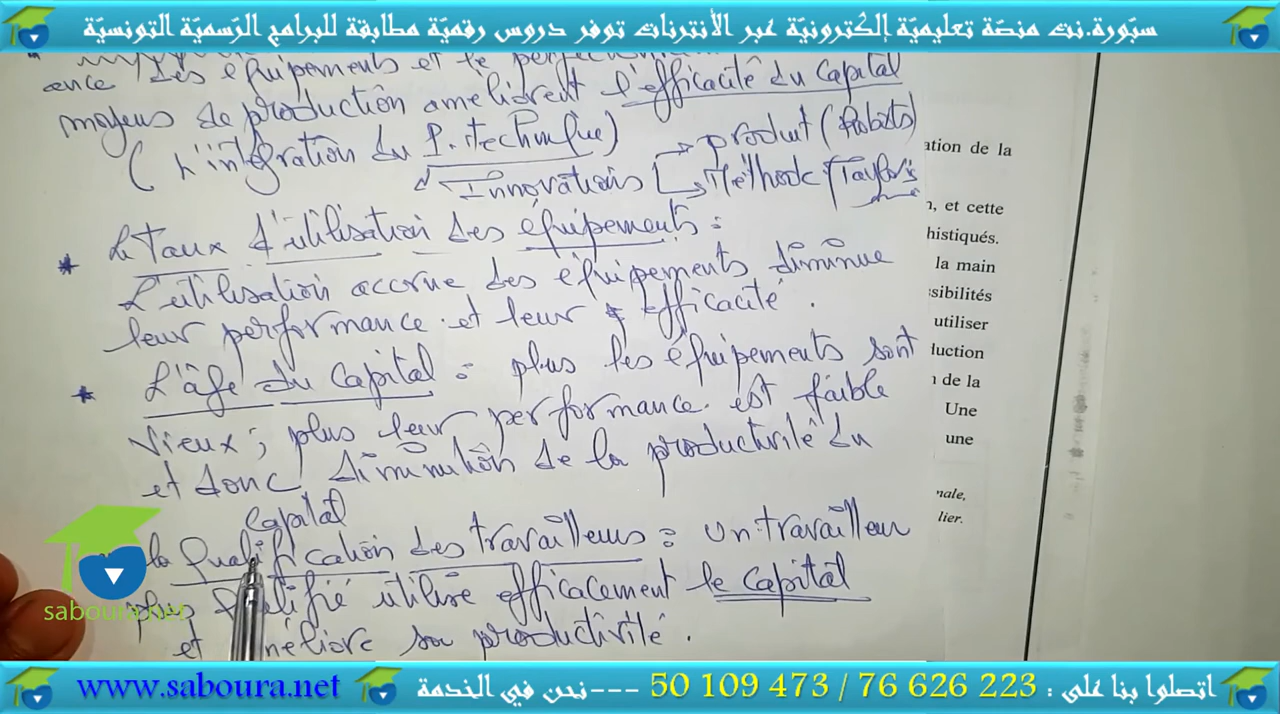 سبّورة.نت منصّة تعليميّة إلكترونيّة عبر الأنترنات توفر دروس رقميّة مطابقة للبرامج الرّسميّة التونسيّة
ance des équipements et le
moyens de production améliorent l'efficacité du capital
( L'intégration du P. technique)
produit (Robots)
Innovations
Méthode (Taylor
* Le Taux d'utilisation des équipements :
L'utilisation accrue des équipements diminue
leur performance et leur efficacité.
* L'âge du capital : plus les équipements sont
vieux ; plus leur performance est faible
et donc diminution de la productivité du
capital
la qualification des travailleurs : un travailleur
plus qualifié utilise efficacement le capital
et améliore sa productivité.
ation de la
n, et cette
histiqués.
la main
ssibilités
utiliser
duction
n de la
Une
une
nale,
lier.
saboura.net
www.saboura.net
اتصلوا بنا على : 223 626 76 / 473 109 50 ---نحن في الخدمة